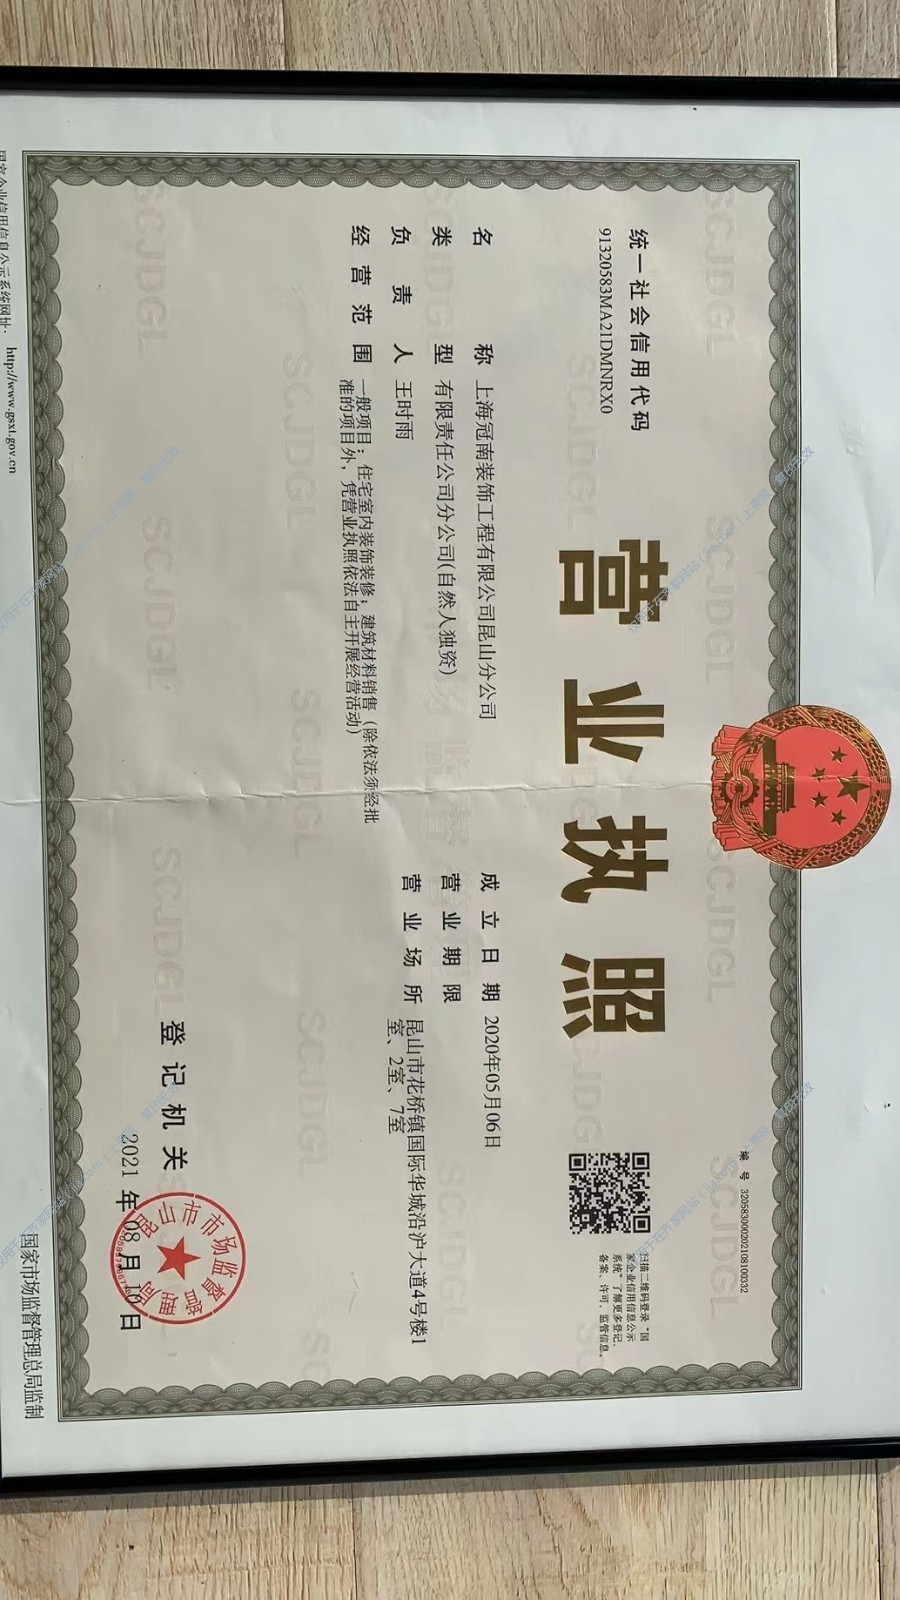 编 号 320583000202108100332
统一社会信用代码
91320583MA21DMNRX0
营业执照
扫描二维码登录“国
家企业信用信息公示
系统”了解更多登记、
备案、许可、监管信息。
名 称 上海冠南装饰工程有限公司昆山分公司
类 型 有限责任公司分公司(自然人独资)
负 责 人 王时雨
经 营 范 围 一般项目：住宅室内装饰装修；建筑材料销售（除依法须经批
准的项目外，凭营业执照依法自主开展经营活动）
成 立 日 期 2020年05月06日
营 业 期 限
营 业 场 所 昆山市花桥镇国际华城沿沪大道4号楼1
室、2室、7室
登 记 机 关
2021 年 08 月 10 日
国家企业信用信息公示系统网址：http://www.gsxt.gov.cn
国家市场监督管理总局监制